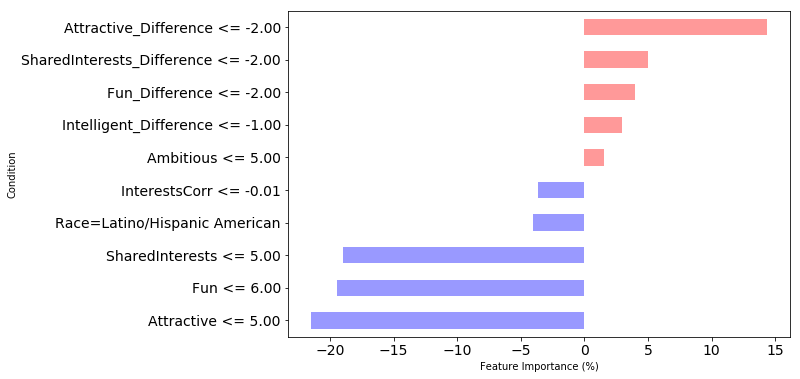 Attractive_Difference <= -2.00
SharedInterests_Difference <= -2.00
Fun_Difference <= -2.00
Intelligent_Difference <= -1.00
Ambitious <= 5.00
InterestsCorr <= -0.01
Race=Latino/Hispanic American
SharedInterests <= 5.00
Fun <= 6.00
Attractive <= 5.00
Condition
−20 −15 −10 −5 0 5 10 15
Feature Importance (%)